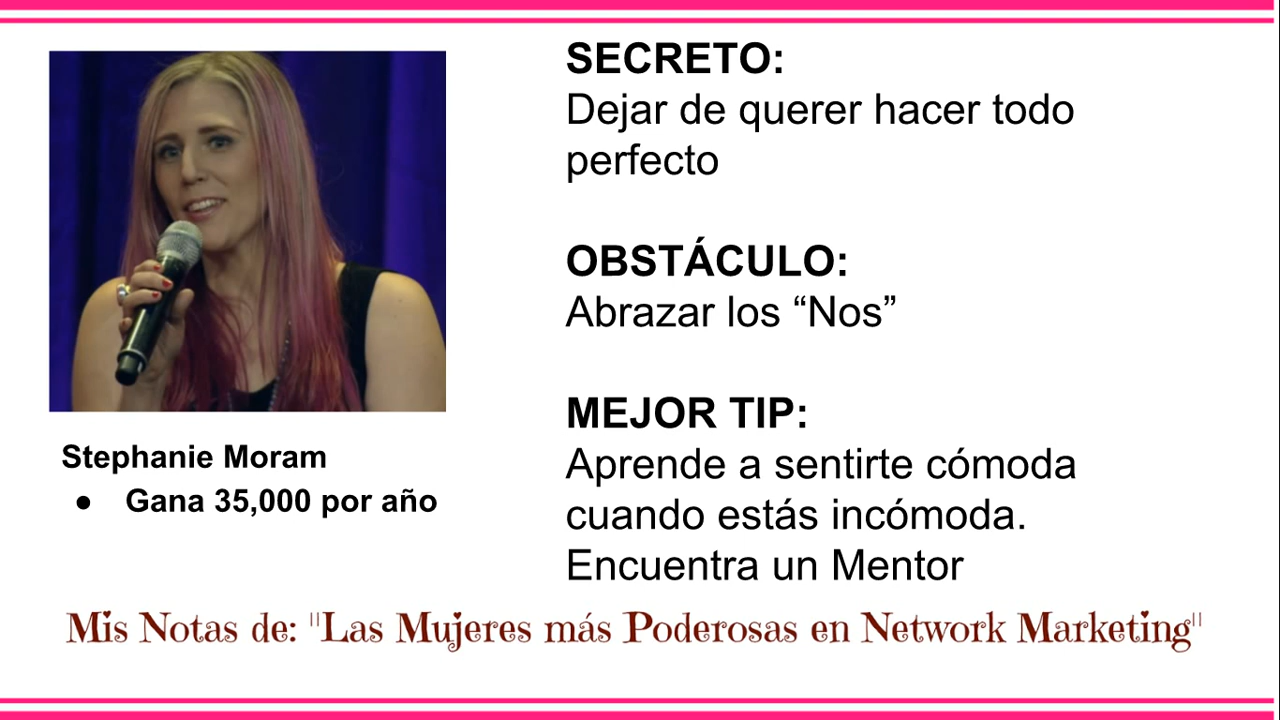 SECRETO:
Dejar de querer hacer todo
perfecto
OBSTÁCULO:
Abrazar los “Nos”
MEJOR TIP:
Aprende a sentirte cómoda
cuando estás incómoda.
Encuentra un Mentor
Stephanie Moram
● Gana 35,000 por año
Mis Notas de: "Las Mujeres más Poderosas en Network Marketing"